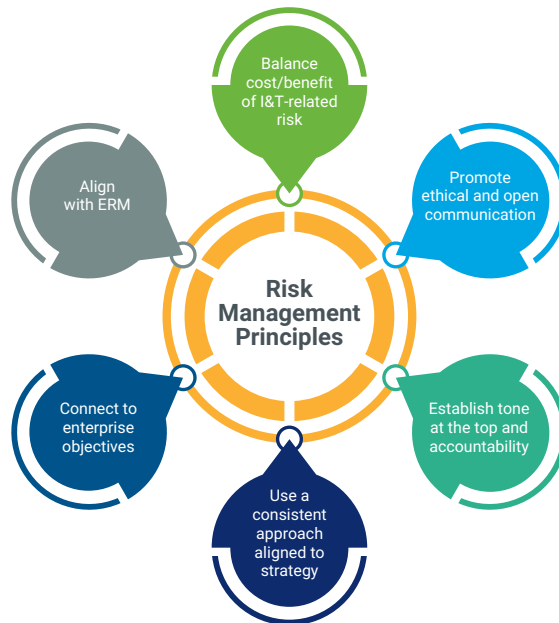 Balance
cost/benefit
of I&T-related
risk
Promote
ethical and open
communication
Establish tone
at the top and
accountability
Use a
consistent
approach
aligned to
strategy
Connect to
enterprise
objectives
Align
with ERM
Risk
Management
Principles